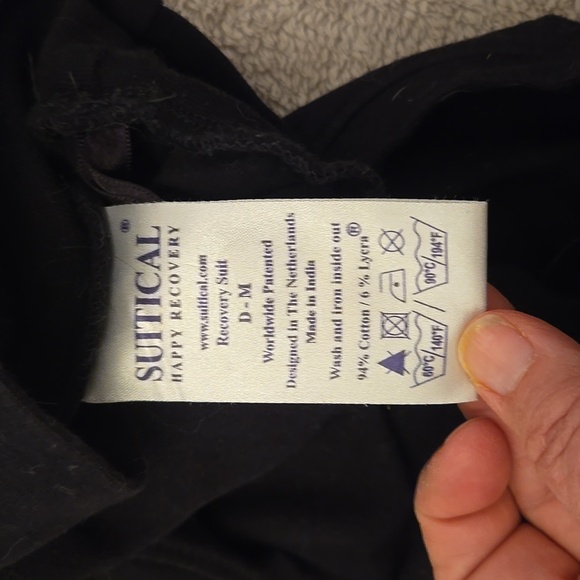 SUITICAL®
HAPPY RECOVERY
www.suitical.com
Recovery Suit
D - M
Worldwide Patented
Designed in The Netherlands
Made in India
Wash and iron inside out
94% Cotton / 6 % Lycra®
60°C/140°F / 90°C/194°F